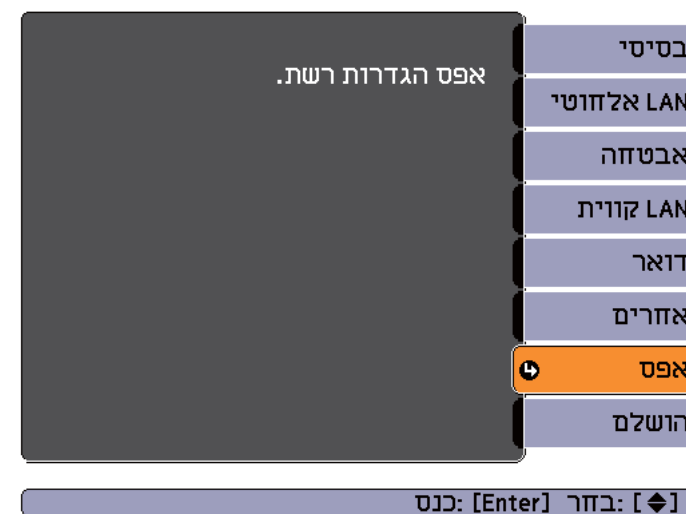 אפס הגדרות רשת.
בסיסי
LAN אלחוטי
אבטחה
LAN קווית
דואר
אחרים
אפס
הושלם
[◆] :בחר [Enter] :כנס